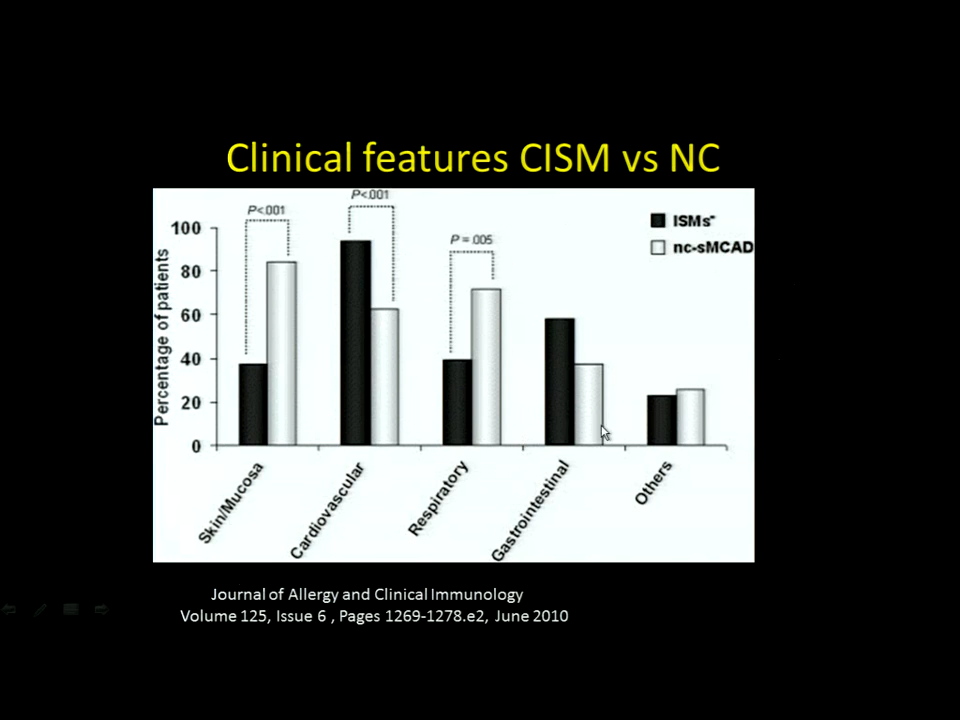 Clinical features CISM vs NC
P<.001
P<.001
P = .005
ISMs-
nc-sMCAD
Percentage of patients
100
80
60
40
20
0
Skin/Mucosa
Cardiovascular
Respiratory
Gastrointestinal
Others
Journal of Allergy and Clinical Immunology
Volume 125, Issue 6 , Pages 1269-1278.e2, June 2010